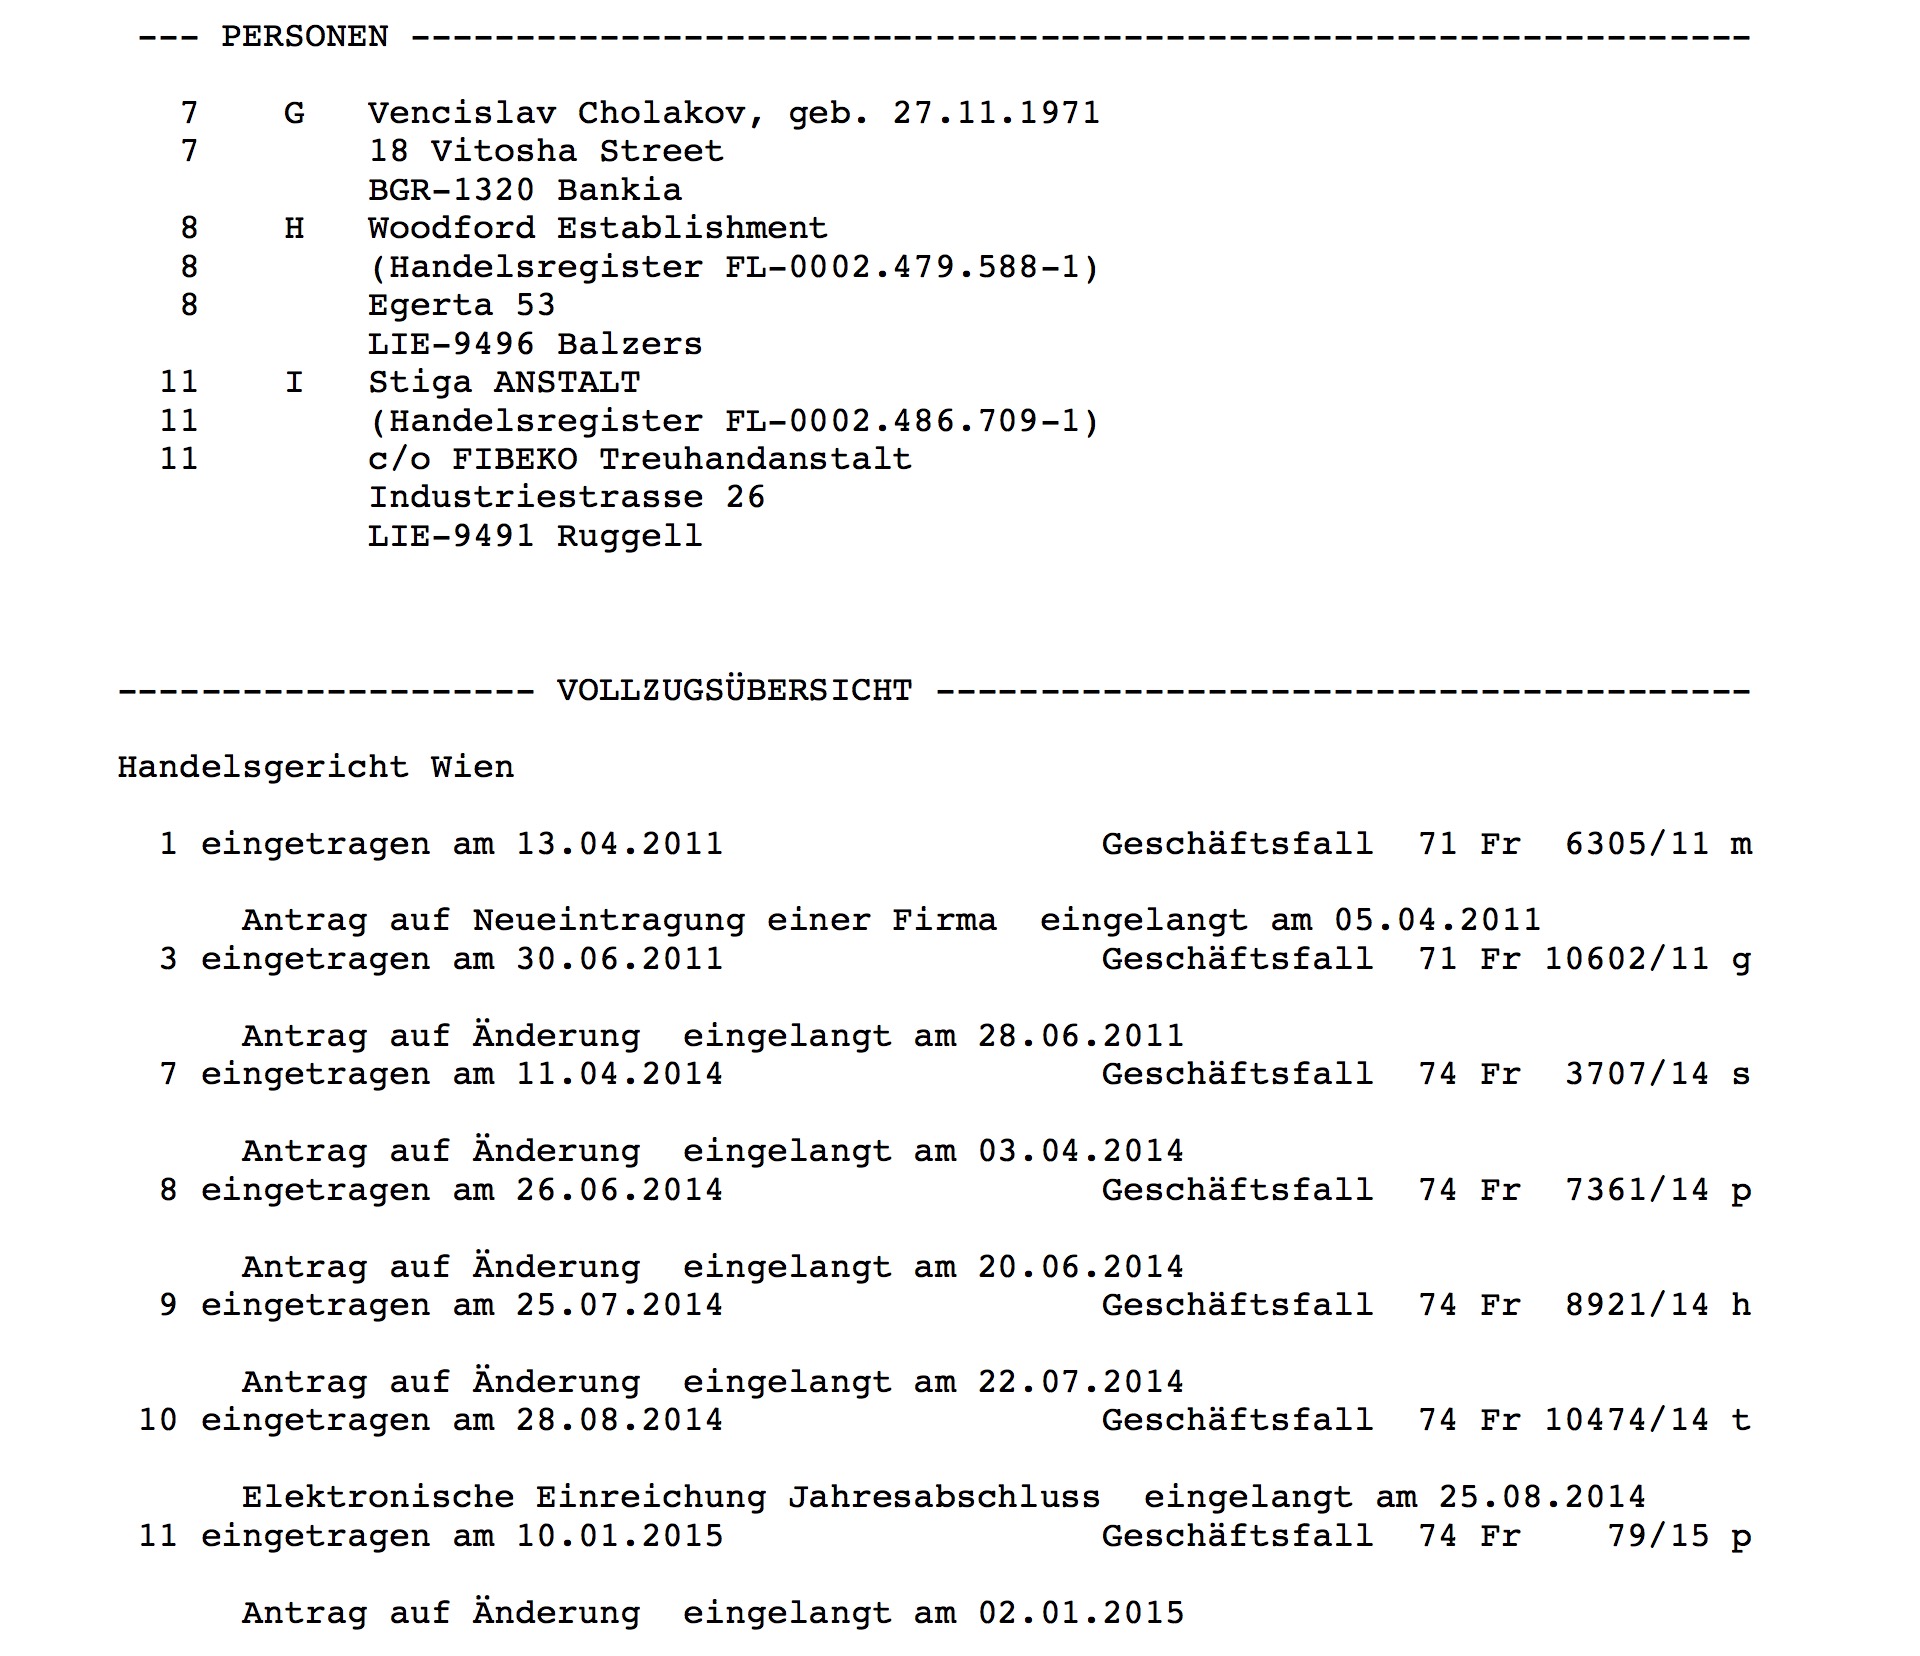 --- PERSONEN ----------------------------------------------------------------
7 G Vencislav Cholakov, geb. 27.11.1971
7 18 Vitosha Street
BGR-1320 Bankia
8 H Woodford Establishment
8 (Handelsregister FL-0002.479.588-1)
8 Egerta 53
LIE-9496 Balzers
11 I Stiga ANSTALT
11 (Handelsregister FL-0002.486.709-1)
11 c/o FIBEKO Treuhandanstalt
Industriestrasse 26
LIE-9491 Ruggell
-------------------- VOLLZUGSÜBERSICHT ---------------------------------------
Handelsgericht Wien
1 eingetragen am 13.04.2011 Geschäftsfall 71 Fr 6305/11 m
Antrag auf Neueintragung einer Firma eingelangt am 05.04.2011
3 eingetragen am 30.06.2011 Geschäftsfall 71 Fr 10602/11 g
Antrag auf Änderung eingelangt am 28.06.2011
7 eingetragen am 11.04.2014 Geschäftsfall 74 Fr 3707/14 s
Antrag auf Änderung eingelangt am 03.04.2014
8 eingetragen am 26.06.2014 Geschäftsfall 74 Fr 7361/14 p
Antrag auf Änderung eingelangt am 20.06.2014
9 eingetragen am 25.07.2014 Geschäftsfall 74 Fr 8921/14 h
Antrag auf Änderung eingelangt am 22.07.2014
10 eingetragen am 28.08.2014 Geschäftsfall 74 Fr 10474/14 t
Elektronische Einreichung Jahresabschluss eingelangt am 25.08.2014
11 eingetragen am 10.01.2015 Geschäftsfall 74 Fr 79/15 p
Antrag auf Änderung eingelangt am 02.01.2015